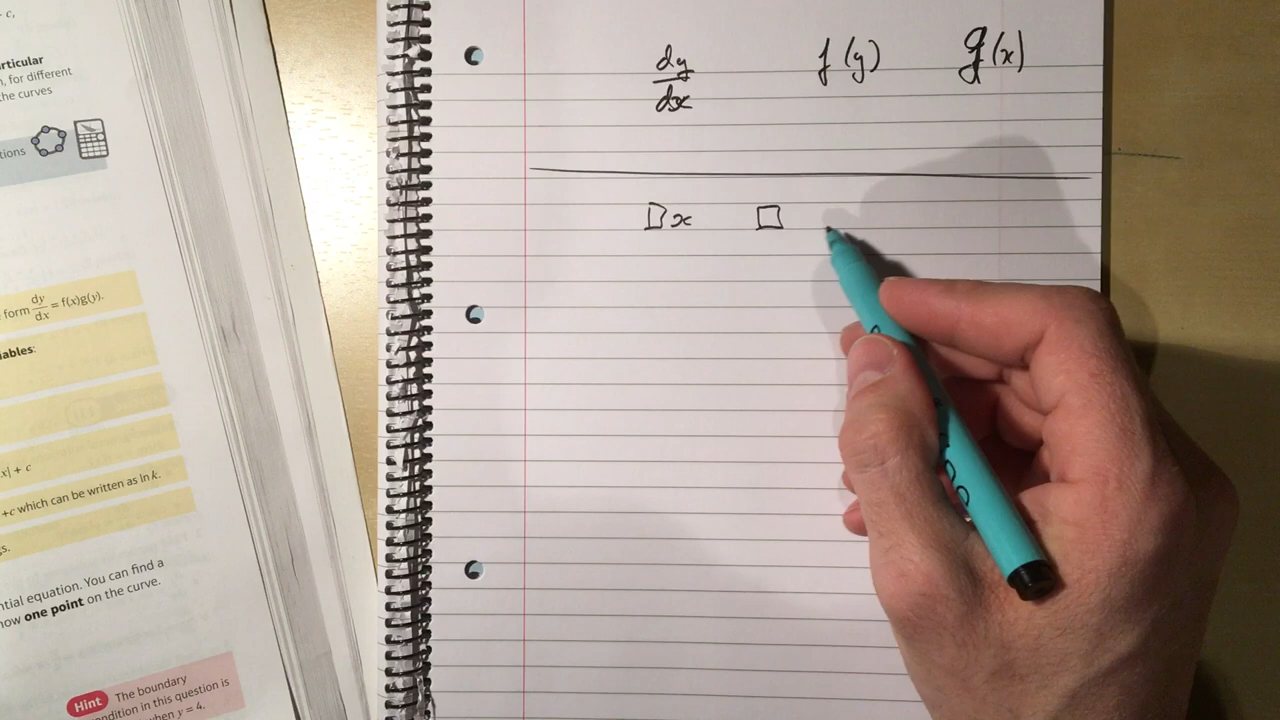 c,
rticular
n, for different
the curves
tions
form dy/dx = f(x)g(y).
ables:
x| + c
+c which can be written as ln k.
s.
ntial equation. You can find a
now one point on the curve.
Hint The boundary
ndition in this question is
when y = 4.
dy/dx f(y) g(x)
□x □